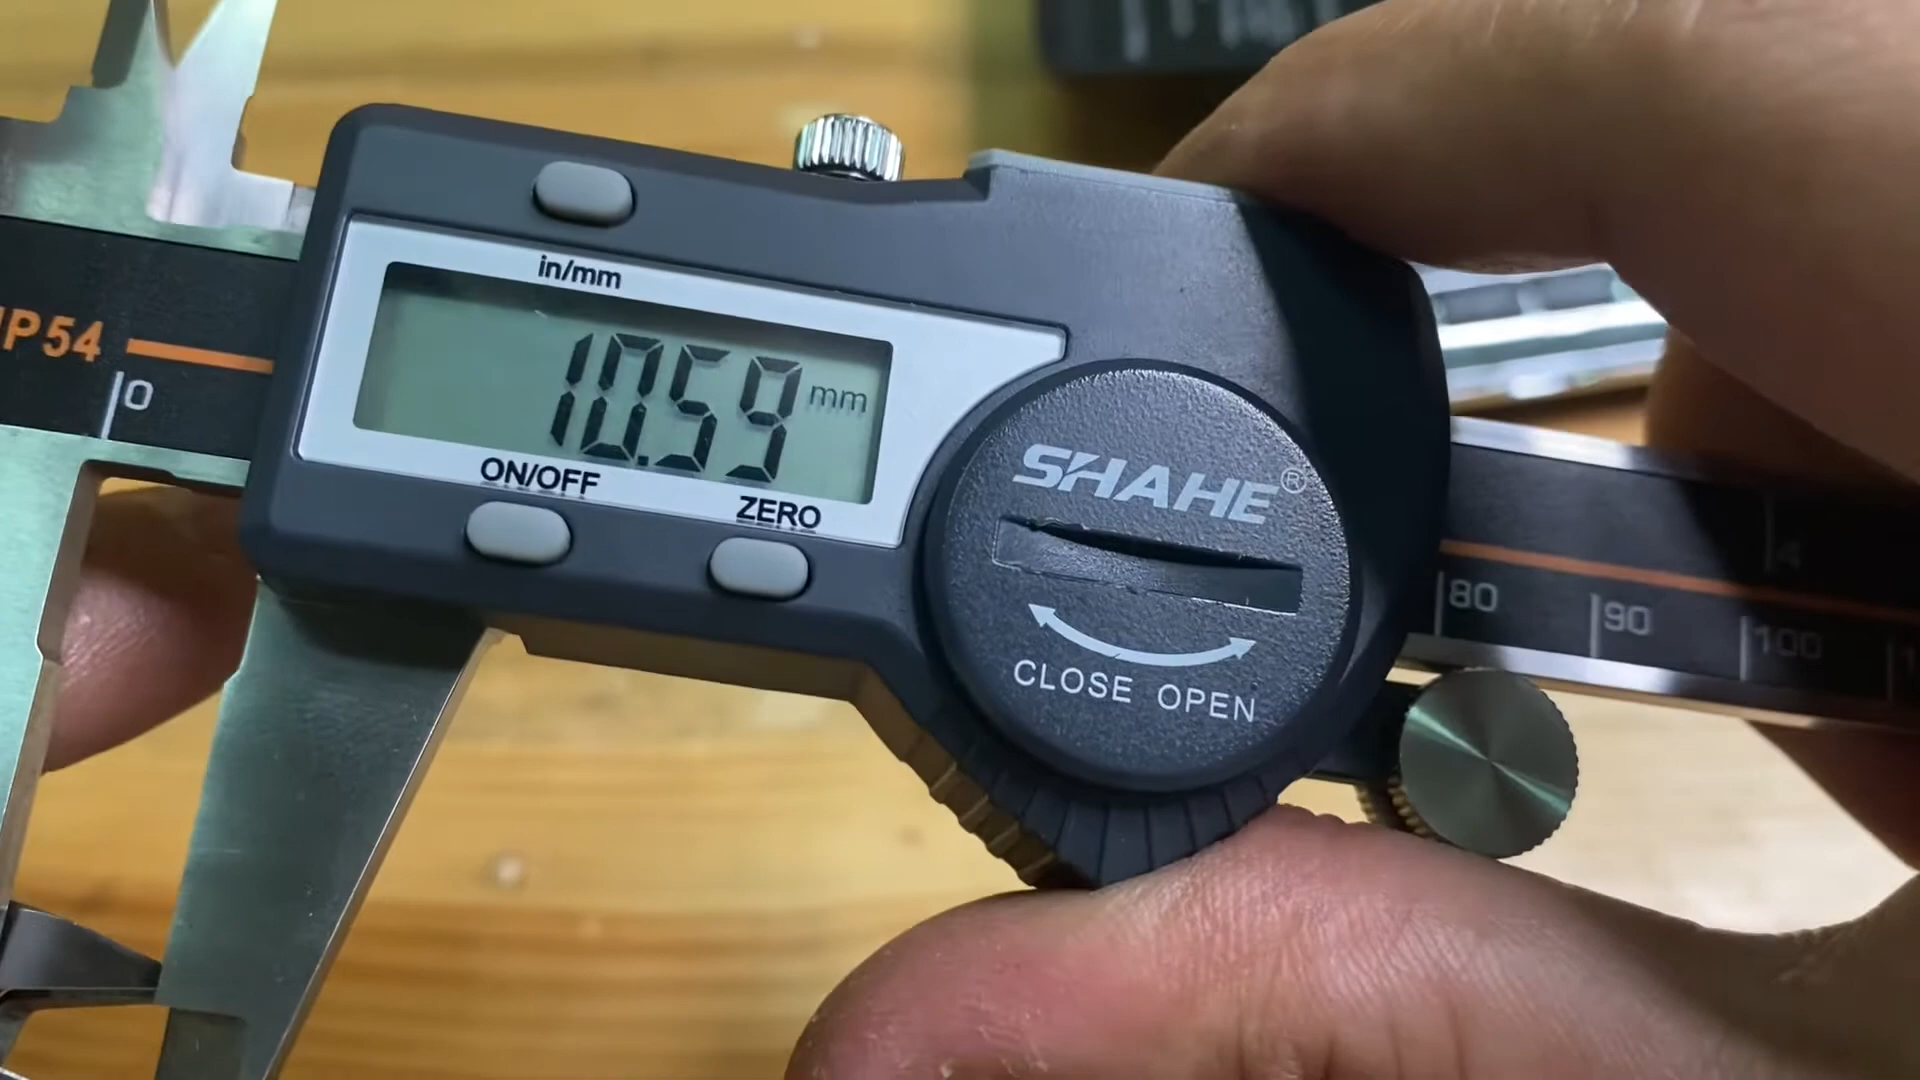 in/mm
IP54
0
10.59 mm
ON/OFF
ZERO
SHAHE®
CLOSE OPEN
4
80
90
100